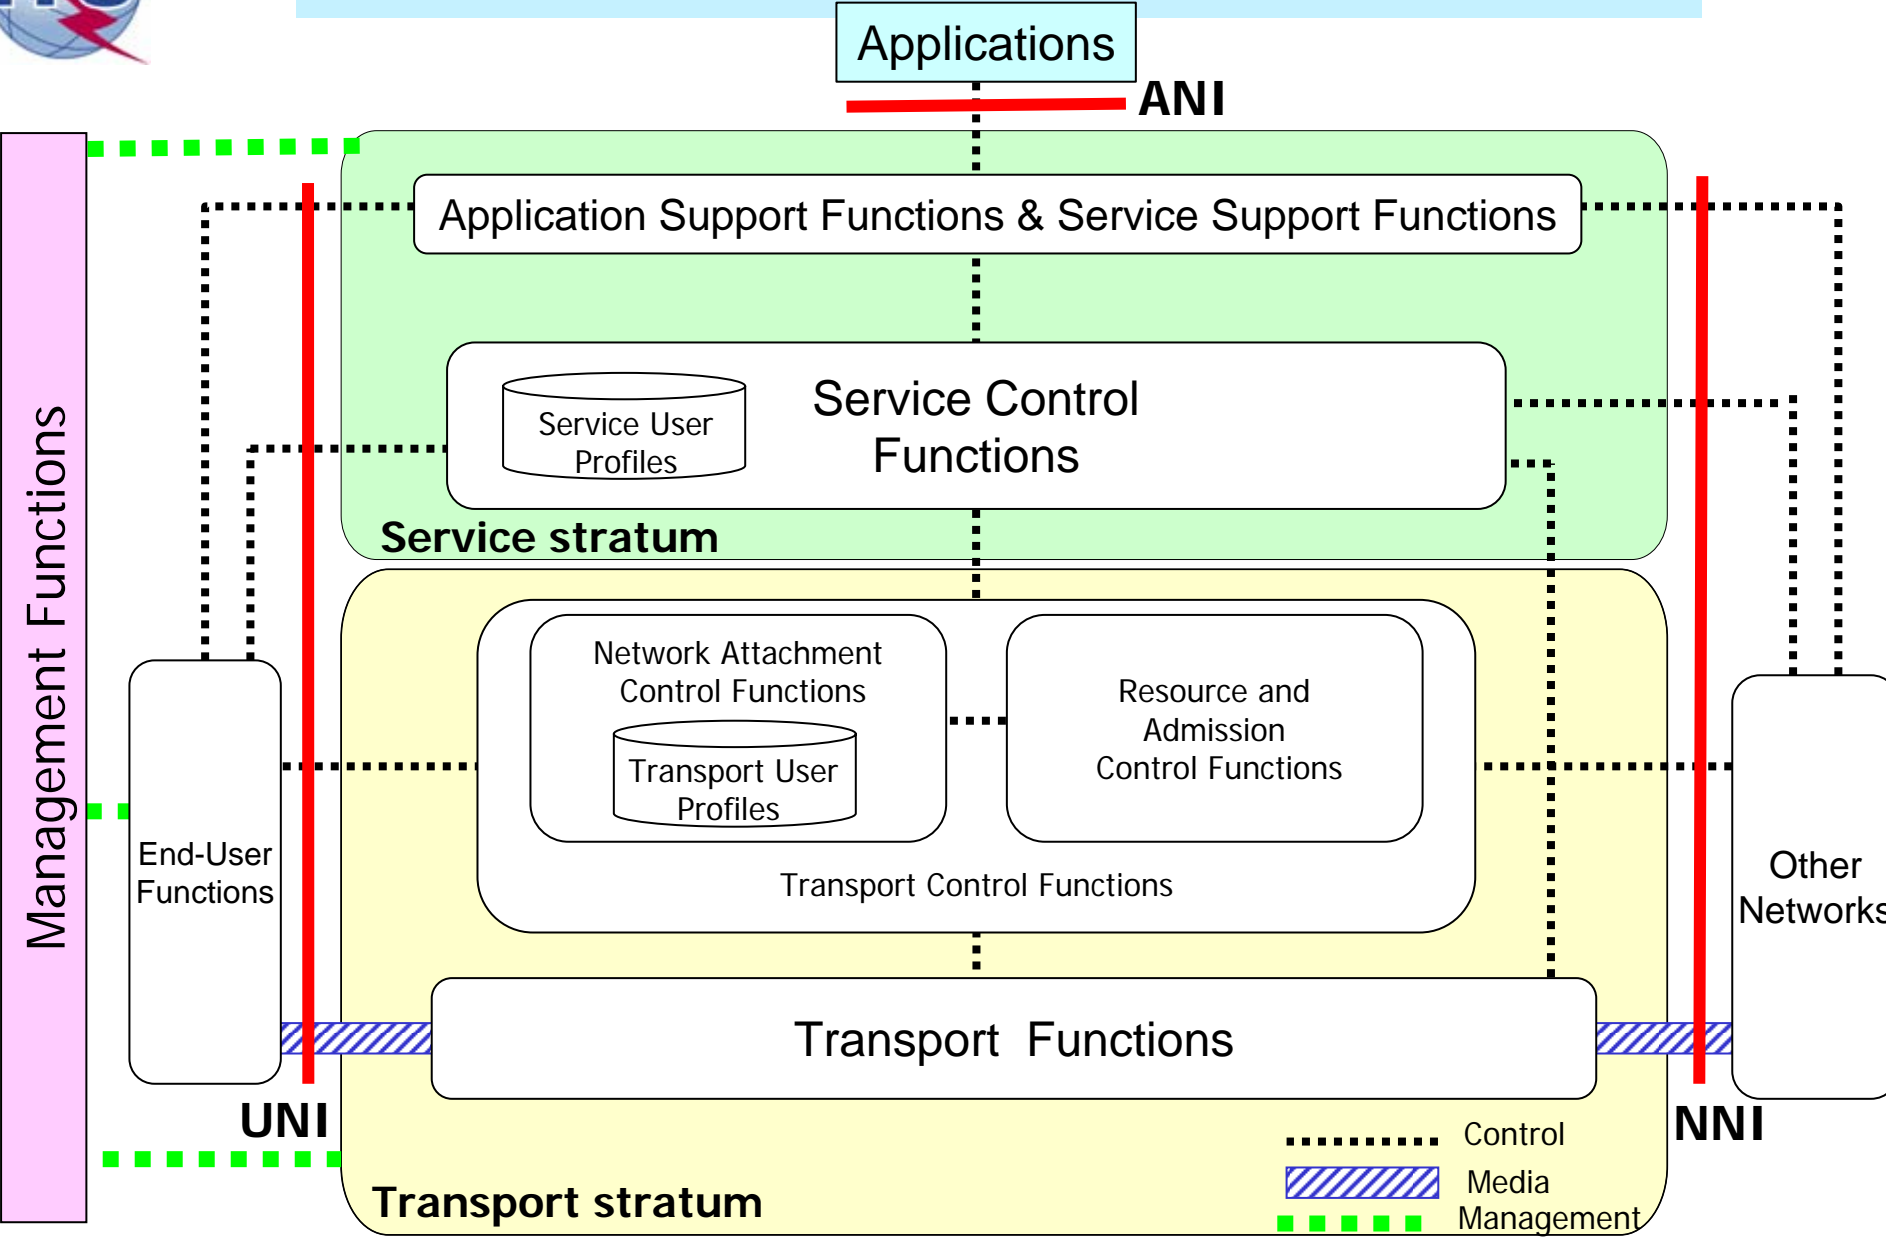 Applications
ANI
Application Support Functions & Service Support Functions
Service Control
Functions
Service User
Profiles
Service stratum
Management Functions
Network Attachment
Control Functions
Transport User
Profiles
Resource and
Admission
Control Functions
Transport Control Functions
End-User
Functions
Other
Networks
Transport Functions
UNI
NNI
Control
Media
Management
Transport stratum